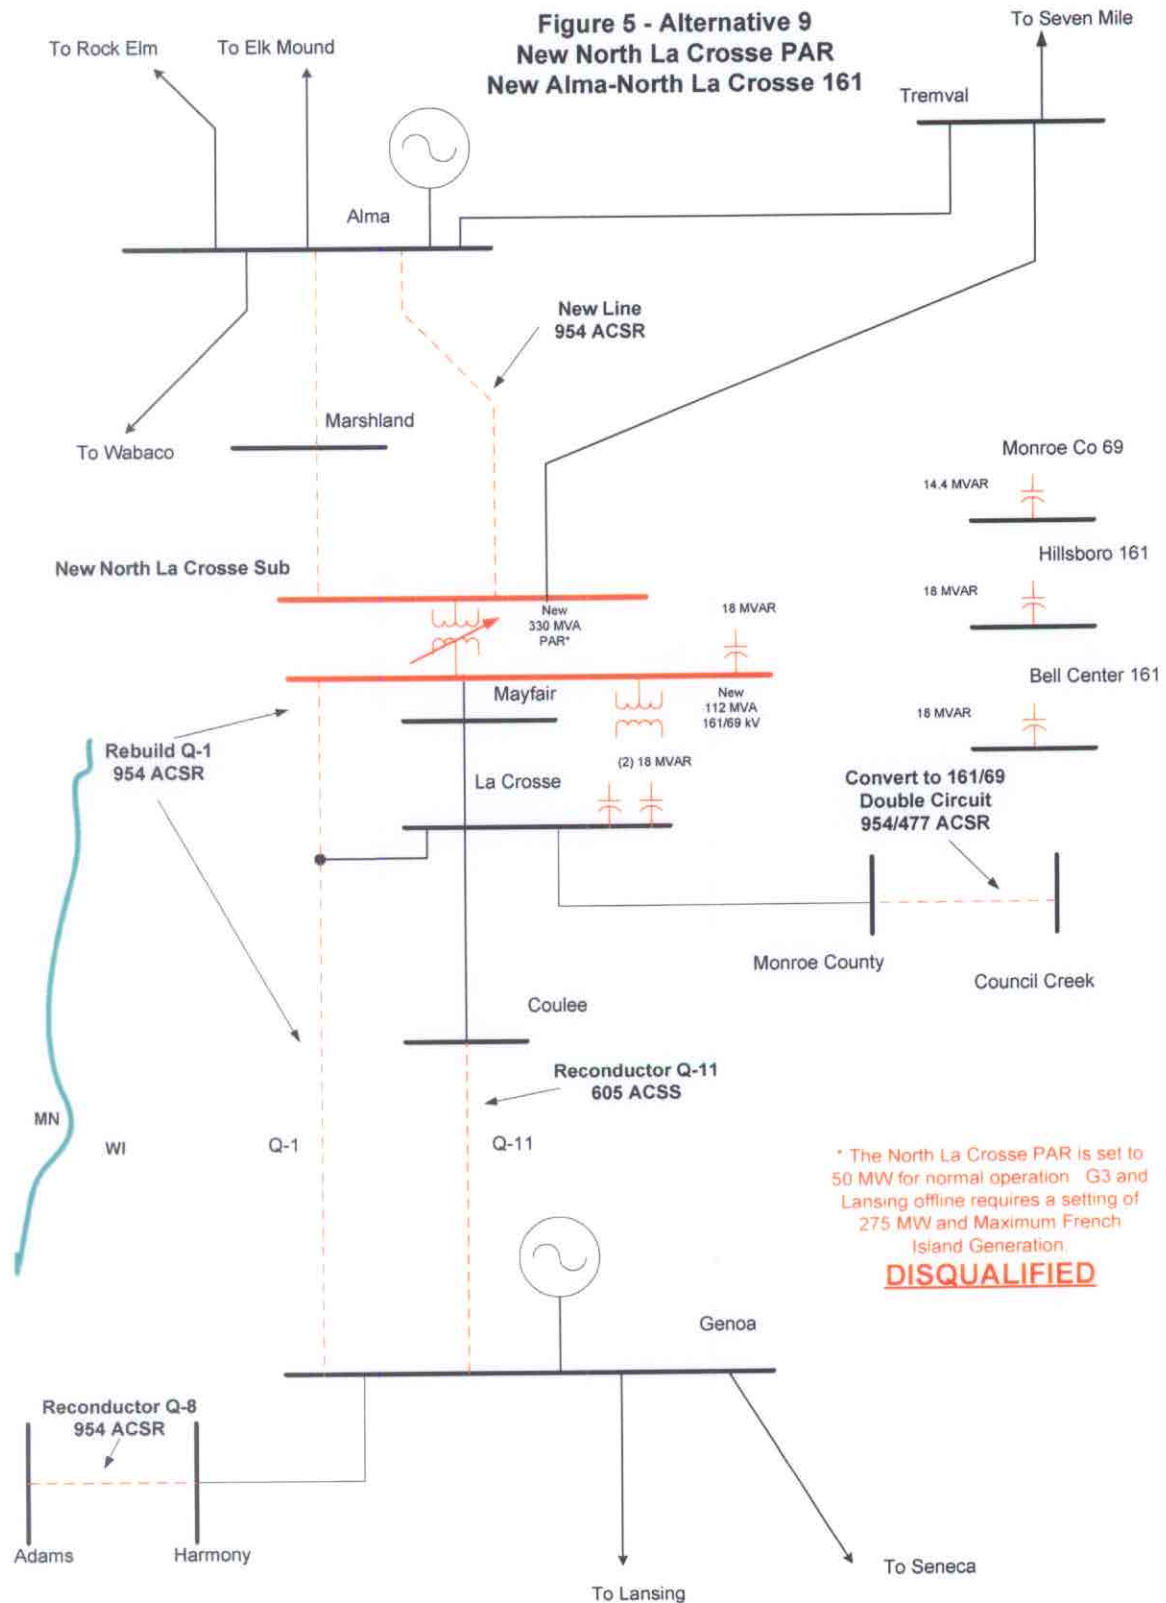 Figure 5 - Alternative 9
New North La Crosse PAR
New Alma-North La Crosse 161
To Rock Elm
To Elk Mound
To Seven Mile
Tremval
Alma
New Line
954 ACSR
Marshland
To Wabaco
Monroe Co 69
14.4 MVAR
Hillsboro 161
New North La Crosse Sub
New
330 MVA
PAR*
18 MVAR
18 MVAR
Bell Center 161
Mayfair
New
112 MVA
161/69 kV
18 MVAR
Rebuild Q-1
954 ACSR
(2) 18 MVAR
La Crosse
Convert to 161/69
Double Circuit
954/477 ACSR
Monroe County
Council Creek
Coulee
Reconductor Q-11
605 ACSS
MN
WI
Q-1
Q-11
* The North La Crosse PAR is set to
50 MW for normal operation G3 and
Lansing offline requires a setting of
275 MW and Maximum French
Island Generation.
DISQUALIFIED
Genoa
Reconductor Q-8
954 ACSR
Adams
Harmony
To Lansing
To Seneca